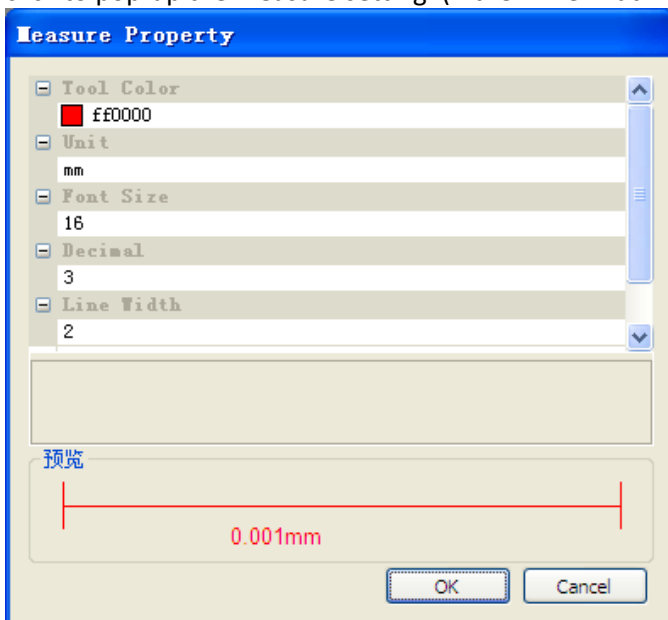 Measure Property
Tool Color
ff0000
Unit
mm
Font Size
16
Decimal
3
Line Width
2
预览
0.001mm
OK
Cancel